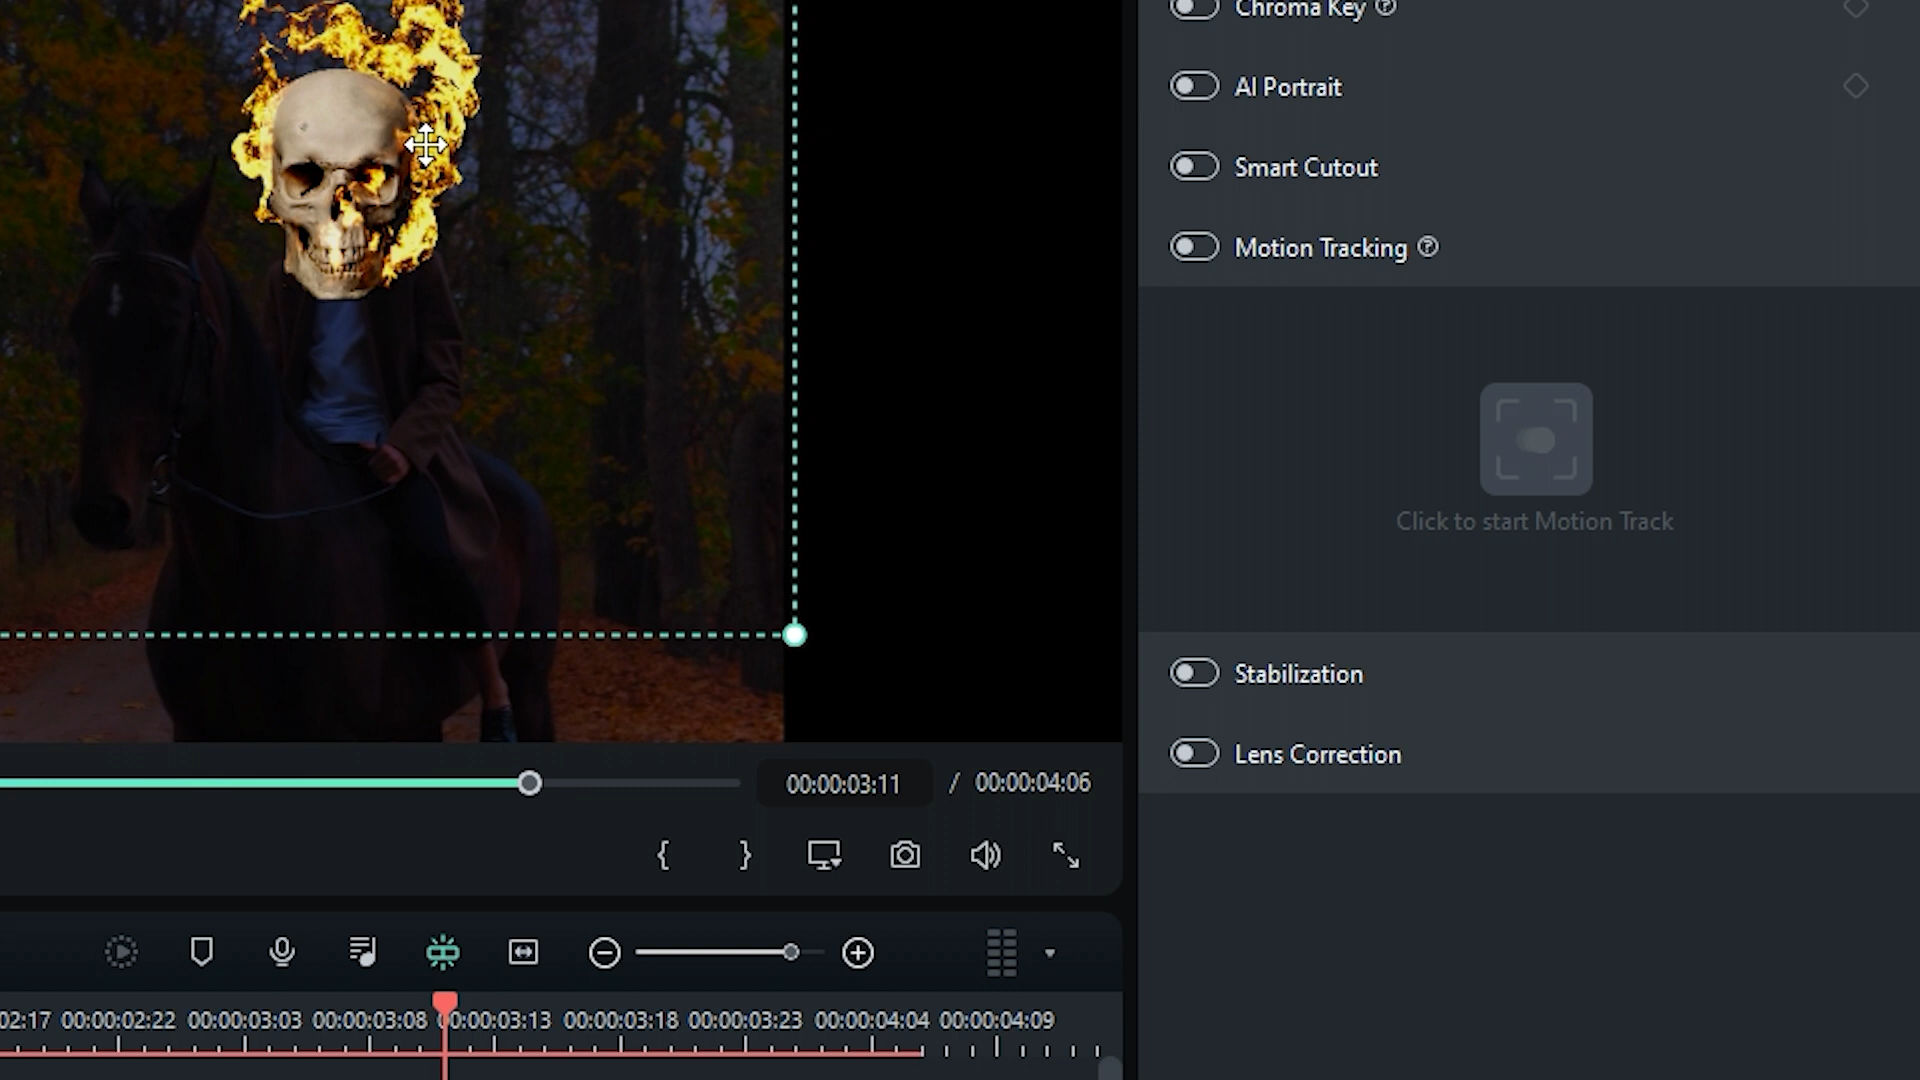 Chroma Key
AI Portrait
Smart Cutout
Motion Tracking
Click to start Motion Track
Stabilization
Lens Correction
00:00:03:11 / 00:00:04:06
02:17 00:00:02:22 00:00:03:03 00:00:03:08 00:00:03:13 00:00:03:18 00:00:03:23 00:00:04:04 00:00:04:09